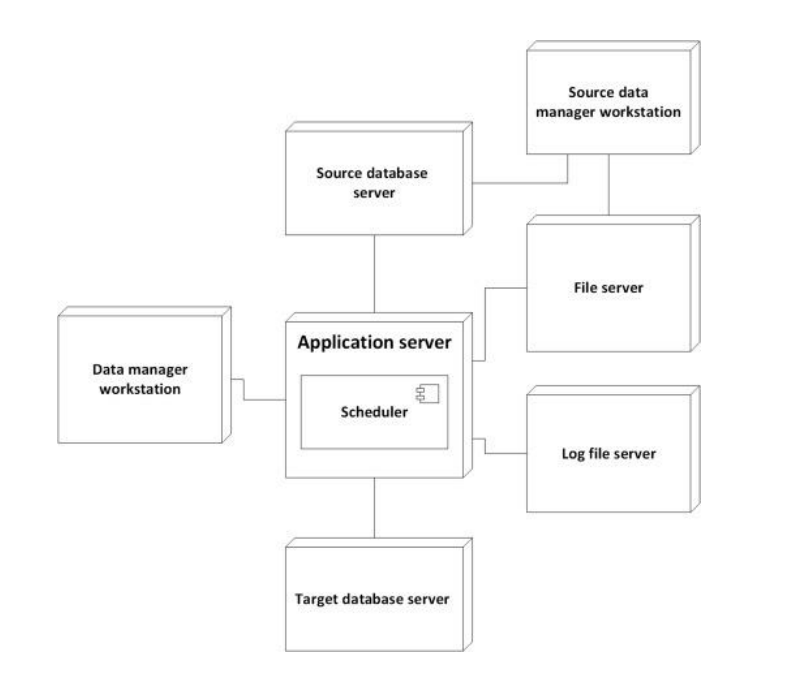 Source data
manager workstation
Source database
server
File server
Application server
Data manager
workstation
Scheduler
Log file server
Target database server